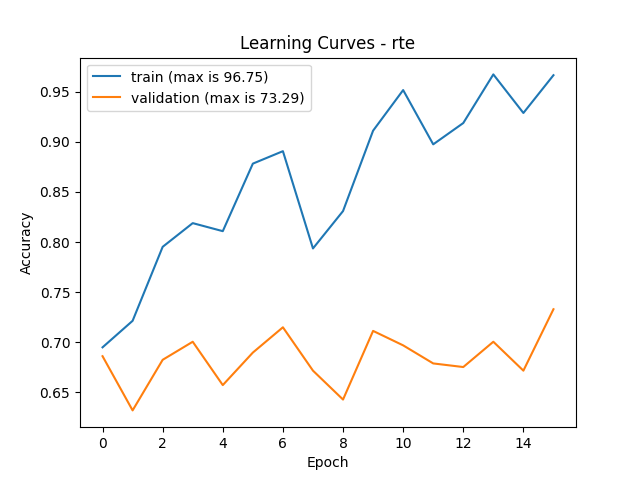 Learning Curves - rte
train (max is 96.75)
validation (max is 73.29)
Accuracy
0.95
0.90
0.85
0.80
0.75
0.70
0.65
0 2 4 6 8 10 12 14
Epoch